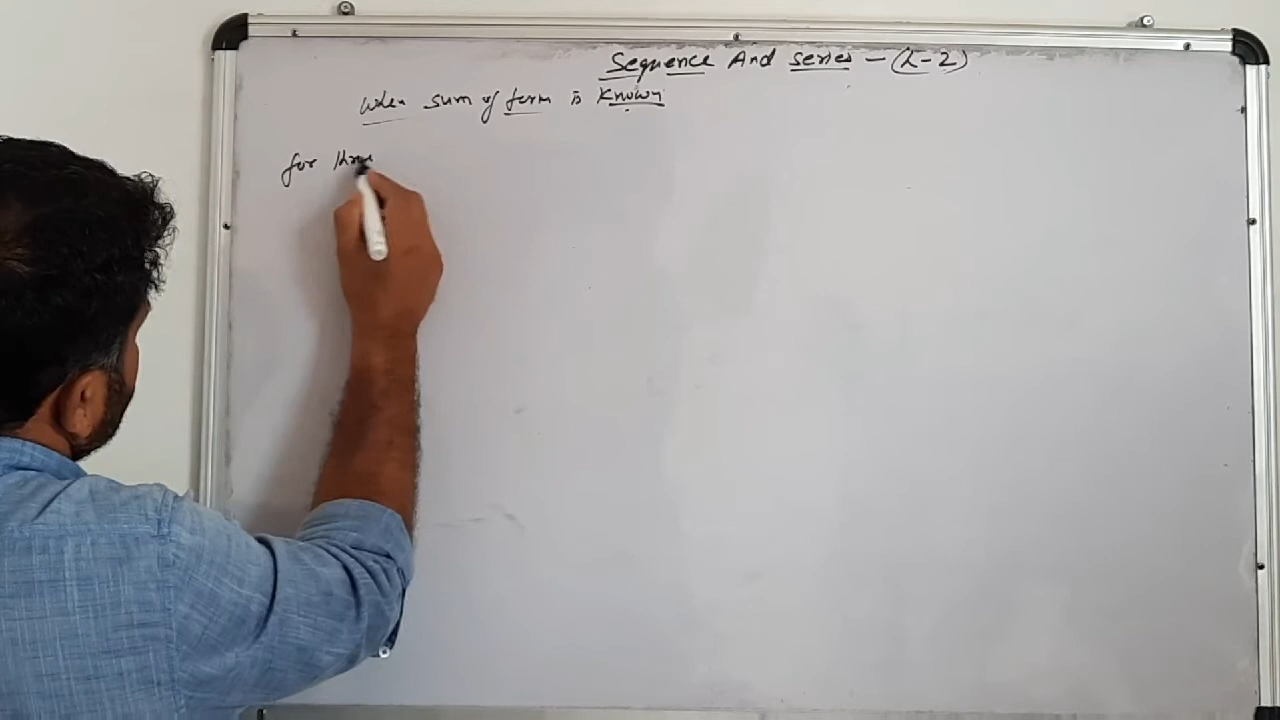 Sequence And series - (L-2)
When sum of term is known
for three